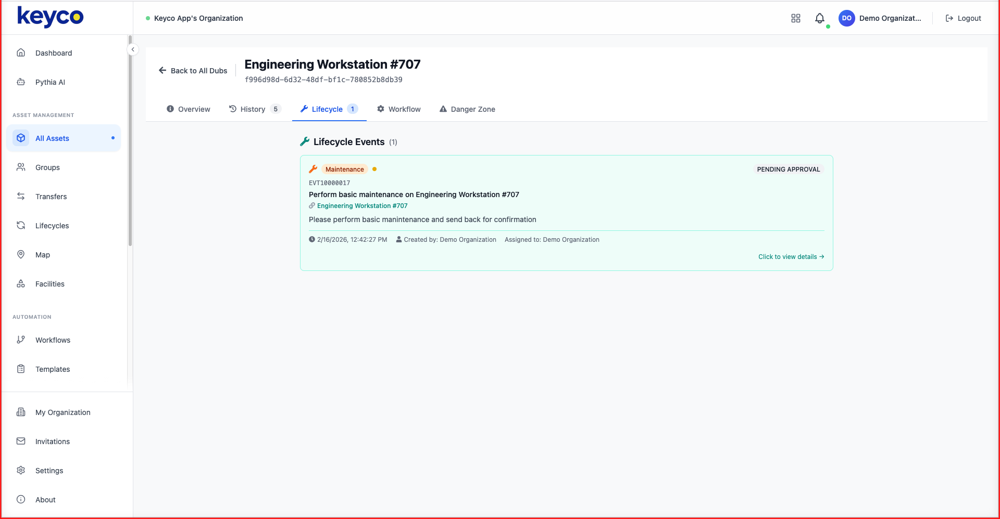 keyco
Keyco App's Organization
DO
Demo Organizat...
Logout
Dashboard
Pythia AI
ASSET MANAGEMENT
All Assets
Groups
Transfers
Lifecycles
Map
Facilities
AUTOMATION
Workflows
Templates
My Organization
Invitations
Settings
About
Back to All Dubs
Engineering Workstation #707
f996d98d-6d32-48df-bf1c-780852b8db39
Overview
History 5
Lifecycle 1
Workflow
Danger Zone
Lifecycle Events (1)
Maintenance
PENDING APPROVAL
EVT10000017
Perform basic maintenance on Engineering Workstation #707
Engineering Workstation #707
Please perform basic manintenance and send back for confirmation
2/16/2026, 12:42:27 PM Created by: Demo Organization Assigned to: Demo Organization
Click to view details →